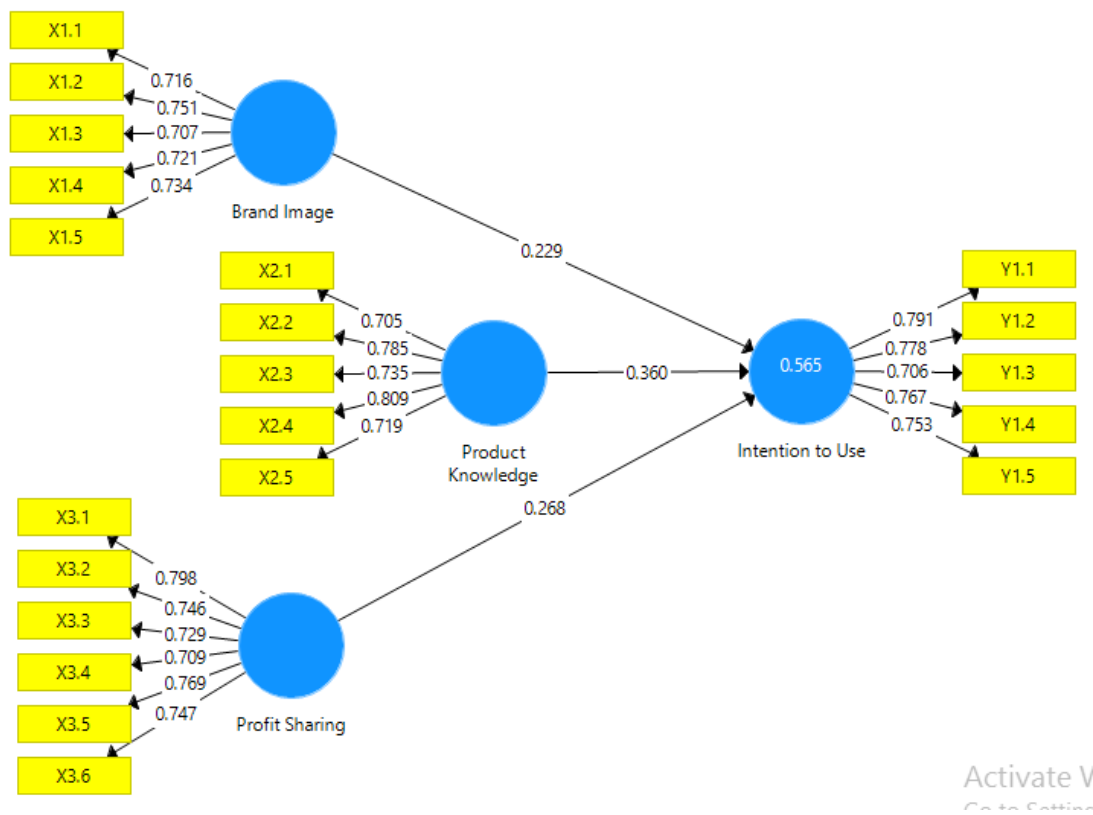 X1.1
X1.2
X1.3
X1.4
X1.5
0.716
0.751
0.707
0.721
0.734
Brand Image
0.229
X2.1
X2.2
X2.3
X2.4
X2.5
0.705
0.785
0.735
0.809
0.719
Product
Knowledge
0.360
X3.1
X3.2
X3.3
X3.4
X3.5
X3.6
0.798
0.746
0.729
0.709
0.769
0.747
Profit Sharing
0.268
0.565
Intention to Use
0.791
0.778
0.706
0.767
0.753
Y1.1
Y1.2
Y1.3
Y1.4
Y1.5
Activate W
Go to Setting